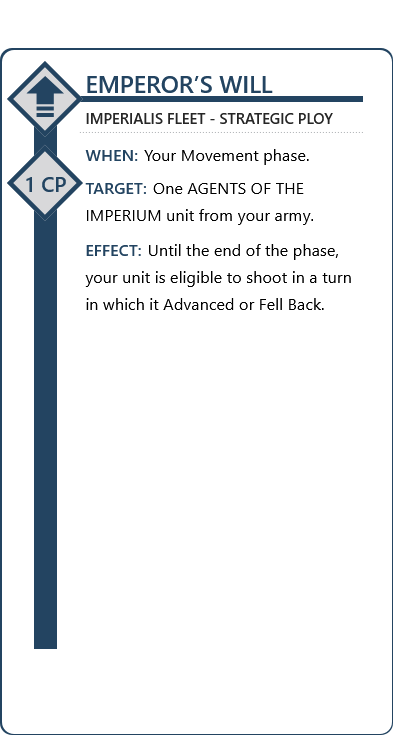 EMPEROR’S WILL
IMPERIALIS FLEET - STRATEGIC PLOY
1 CP
WHEN: Your Movement phase.
TARGET: One AGENTS OF THE
IMPERIUM unit from your army.
EFFECT: Until the end of the phase,
your unit is eligible to shoot in a turn
in which it Advanced or Fell Back.